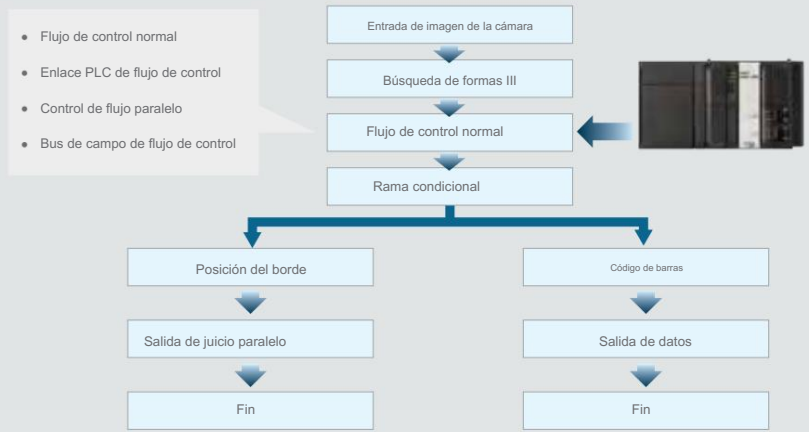 Flujo de control normal
Enlace PLC de flujo de control
Control de flujo paralelo
Bus de campo de flujo de control
Entrada de imagen de la cámara
Búsqueda de formas III
Flujo de control normal
Rama condicional
Posición del borde
Código de barras
Salida de juicio paralelo
Salida de datos
Fin
Fin